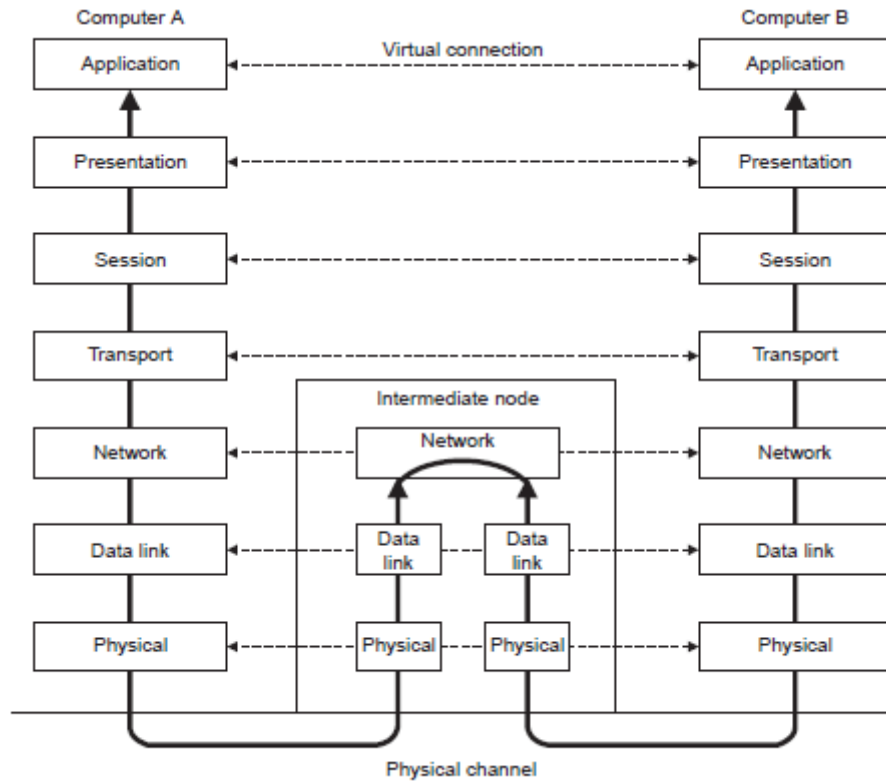 Computer A
Computer B
Application
Virtual connection
Application
Presentation
Presentation
Session
Session
Transport
Transport
Intermediate node
Network
Network
Network
Data link
Data
link
Data
link
Data link
Physical
Physical
Physical
Physical
Physical channel